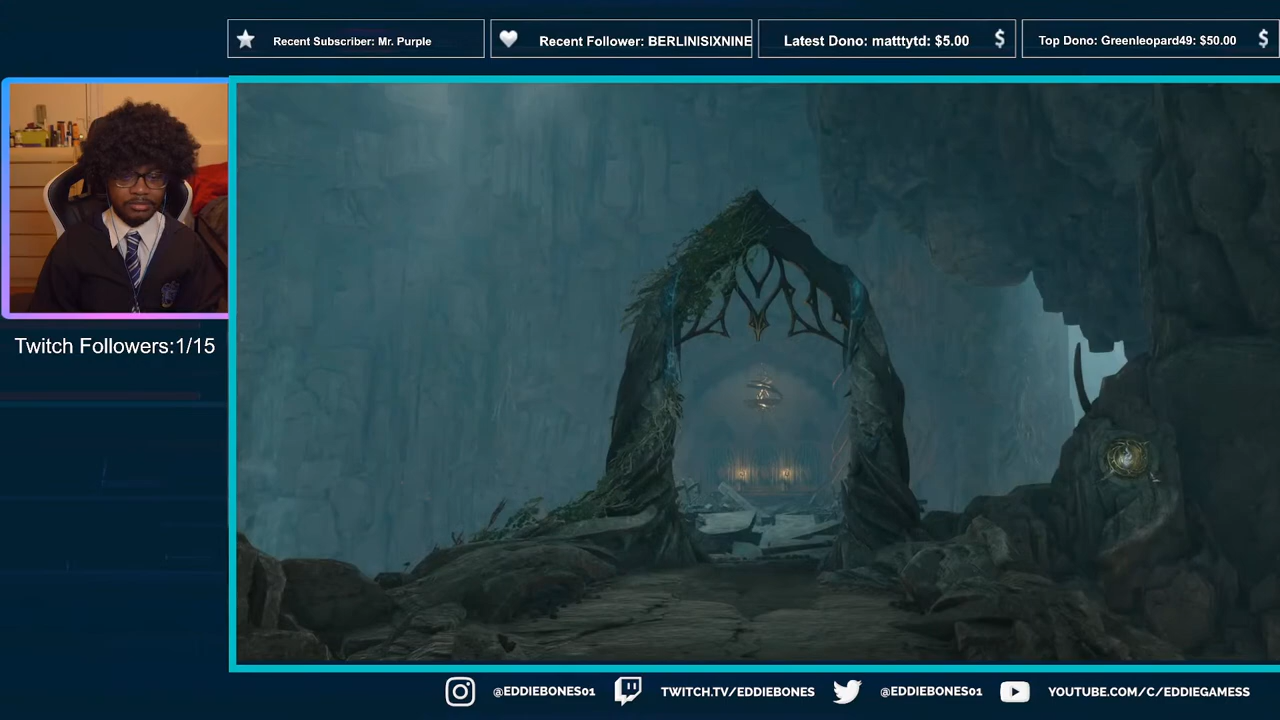 Recent Subscriber: Mr. Purple
Recent Follower: BERLINISIXNINE
Latest Dono: matttytd: $5.00
$
Top Dono: Greenleopard49: $50.00
$
Twitch Followers:1/15
@EDDIEBONES01
TWITCH.TV/EDDIEBONES
@EDDIEBONES01
YOUTUBE.COM/C/EDDIEGAMESS